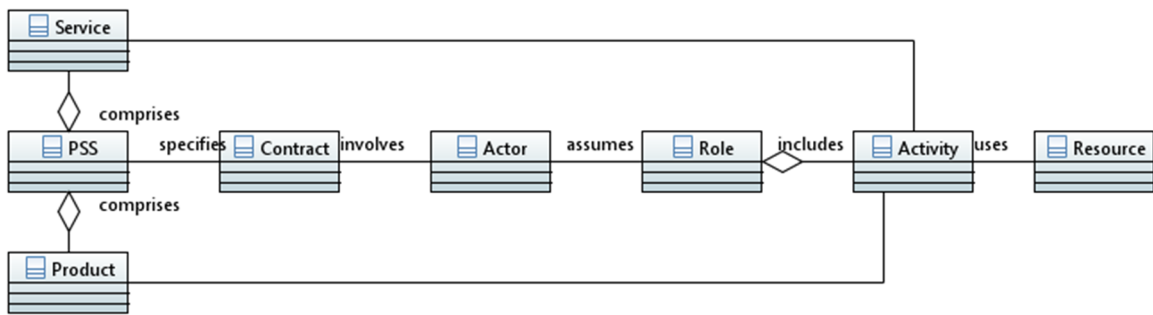 Service
comprises
PSS
specifies
Contract
involves
Actor
assumes
Role
includes
Activity
uses
Resource
comprises
Product